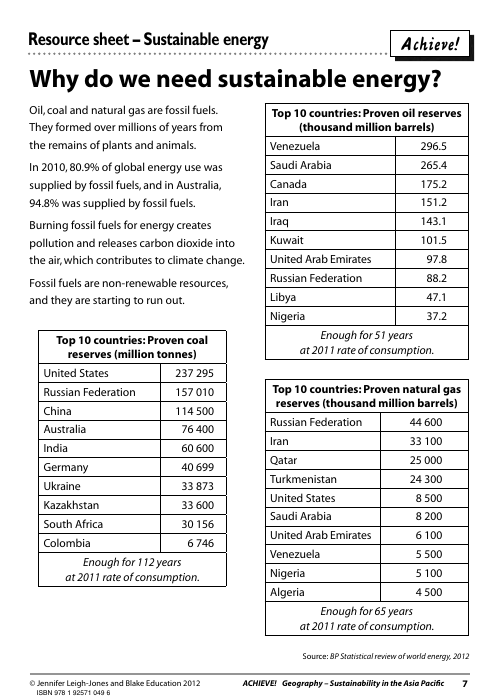 Resource sheet – Sustainable energy
Achieve!
Why do we need sustainable energy?
Oil, coal and natural gas are fossil fuels.
They formed over millions of years from
the remains of plants and animals.
In 2010, 80.9% of global energy use was
supplied by fossil fuels, and in Australia,
94.8% was supplied by fossil fuels.
Burning fossil fuels for energy creates
pollution and releases carbon dioxide into
the air, which contributes to climate change.
Fossil fuels are non-renewable resources,
and they are starting to run out.
Top 10 countries: Proven coal
reserves (million tonnes)
United States 237 295
Russian Federation 157 010
China 114 500
Australia 76 400
India 60 600
Germany 40 699
Ukraine 33 873
Kazakhstan 33 600
South Africa 30 156
Colombia 6 746
Enough for 112 years
at 2011 rate of consumption.
Top 10 countries: Proven oil reserves
(thousand million barrels)
Venezuela 296.5
Saudi Arabia 265.4
Canada 175.2
Iran 151.2
Iraq 143.1
Kuwait 101.5
United Arab Emirates 97.8
Russian Federation 88.2
Libya 47.1
Nigeria 37.2
Enough for 51 years
at 2011 rate of consumption.
Top 10 countries: Proven natural gas
reserves (thousand million barrels)
Russian Federation 44 600
Iran 33 100
Qatar 25 000
Turkmenistan 24 300
United States 8 500
Saudi Arabia 8 200
United Arab Emirates 6 100
Venezuela 5 500
Nigeria 5 100
Algeria 4 500
Enough for 65 years
at 2011 rate of consumption.
Source: BP Statistical review of world energy, 2012
© Jennifer Leigh-Jones and Blake Education 2012
ISBN 978 1 92571 049 6
ACHIEVE! Geography – Sustainability in the Asia Pacific 7